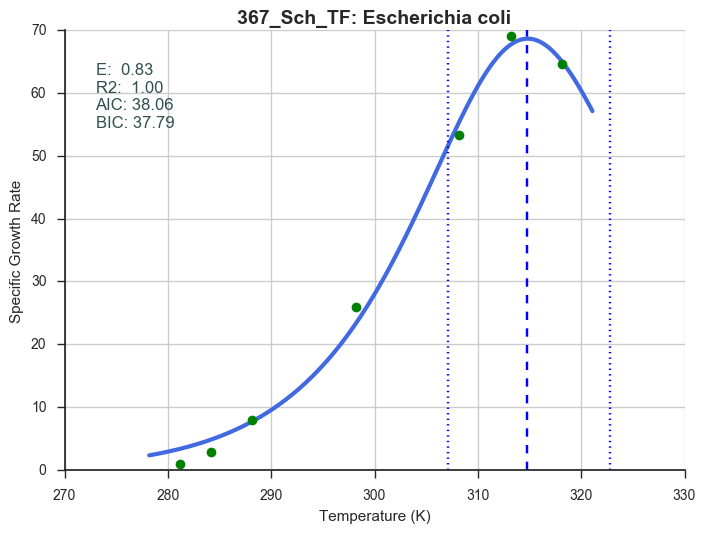 367_Sch_TF: Escherichia coli
E:  0.83
R2:  1.00
AIC: 38.06
BIC: 37.79
Specific Growth Rate
70
60
50
40
30
20
10
0
270 280 290 300 310 320 330
Temperature (K)